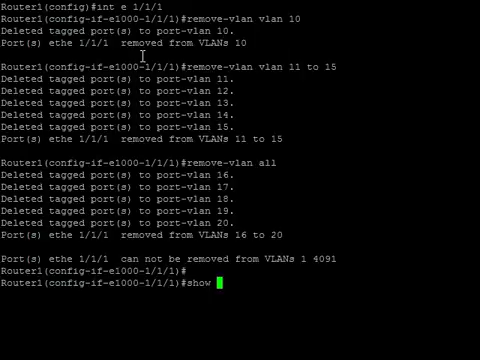 Router1(config)#int e 1/1/1
Router1(config-if-e1000-1/1/1)#remove-vlan vlan 10
Deleted tagged port(s) to port-vlan 10.
Port(s) ethe 1/1/1  removed from VLANs 10
Router1(config-if-e1000-1/1/1)#remove-vlan vlan 11 to 15
Deleted tagged port(s) to port-vlan 11.
Deleted tagged port(s) to port-vlan 12.
Deleted tagged port(s) to port-vlan 13.
Deleted tagged port(s) to port-vlan 14.
Deleted tagged port(s) to port-vlan 15.
Port(s) ethe 1/1/1  removed from VLANs 11 to 15
Router1(config-if-e1000-1/1/1)#remove-vlan all
Deleted tagged port(s) to port-vlan 16.
Deleted tagged port(s) to port-vlan 17.
Deleted tagged port(s) to port-vlan 18.
Deleted tagged port(s) to port-vlan 19.
Deleted tagged port(s) to port-vlan 20.
Port(s) ethe 1/1/1  removed from VLANs 16 to 20
Port(s) ethe 1/1/1  can not be removed from VLANs 1 4091
Router1(config-if-e1000-1/1/1)#
Router1(config-if-e1000-1/1/1)#show